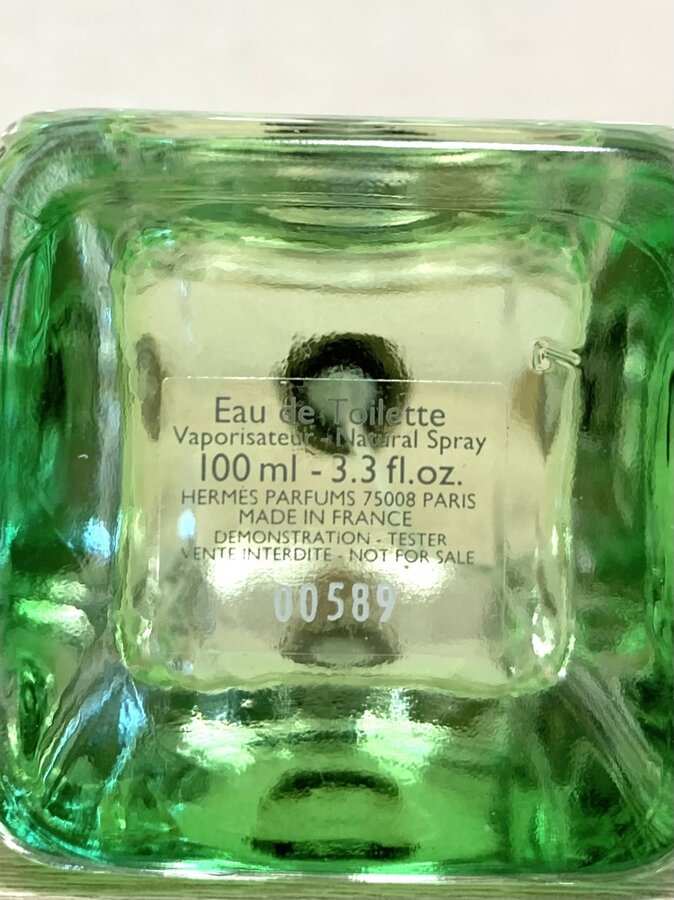 Eau de Toilette
Vaporisateur - Natural Spray
100 ml - 3.3 fl.oz.
HERMÈS PARFUMS 75008 PARIS
MADE IN FRANCE
DEMONSTRATION - TESTER
VENTE INTERDITE - NOT FOR SALE
00589